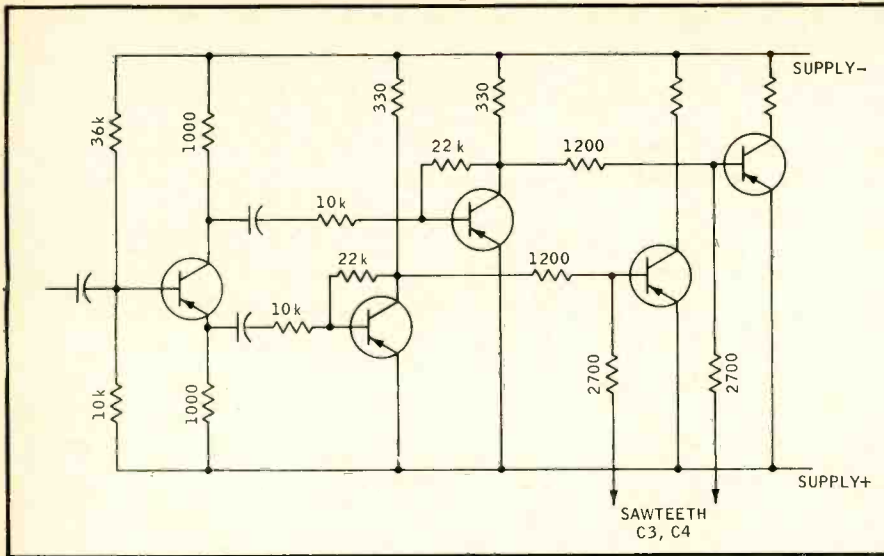 SUPPLY-
36k
1000
330
330
22k
1200
10k
22k
1200
10k
10k
1000
2700
2700
SUPPLY+
SAWTEETH
C3, C4